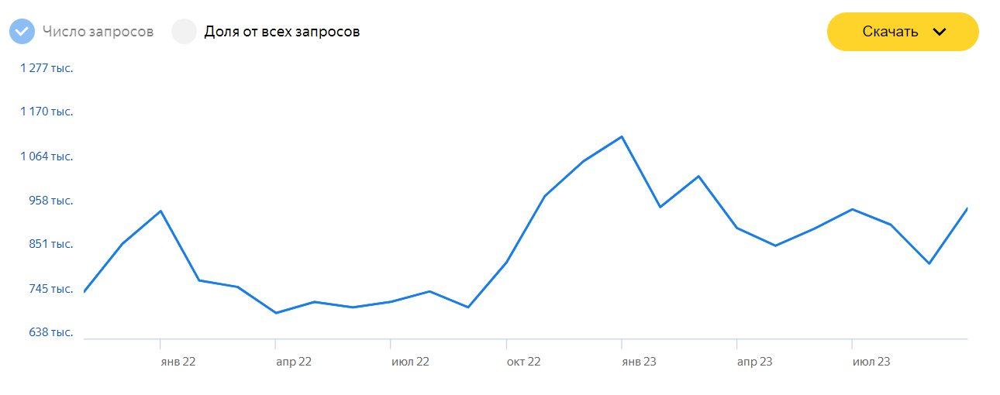 Число запросов
Доля от всех запросов
Скачать
1 277 тыс.
1 170 тыс.
1 064 тыс.
958 тыс.
851 тыс.
745 тыс.
638 тыс.
янв 22
апр 22
июл 22
окт 22
янв 23
апр 23
июл 23